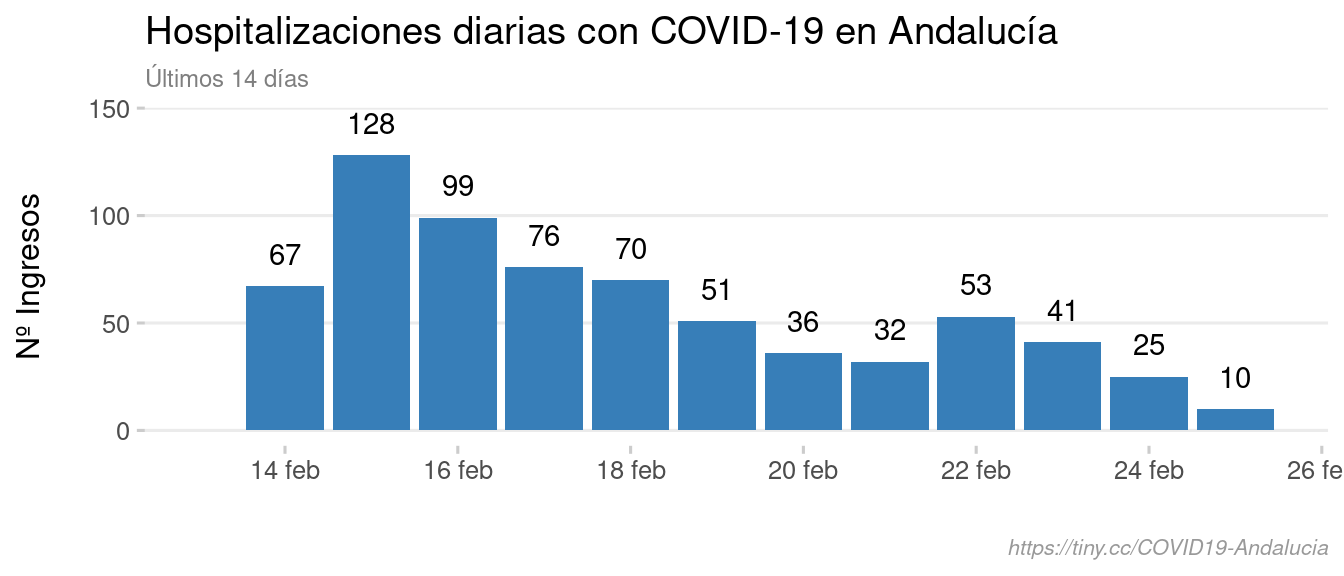 Hospitalizaciones diarias con COVID-19 en Andalucía
Últimos 14 días
Nº Ingresos
150
100
50
0
67
128
99
76
70
51
36
32
53
41
25
10
14 feb
16 feb
18 feb
20 feb
22 feb
24 feb
26 fe
https://tiny.cc/COVID19-Andalucia